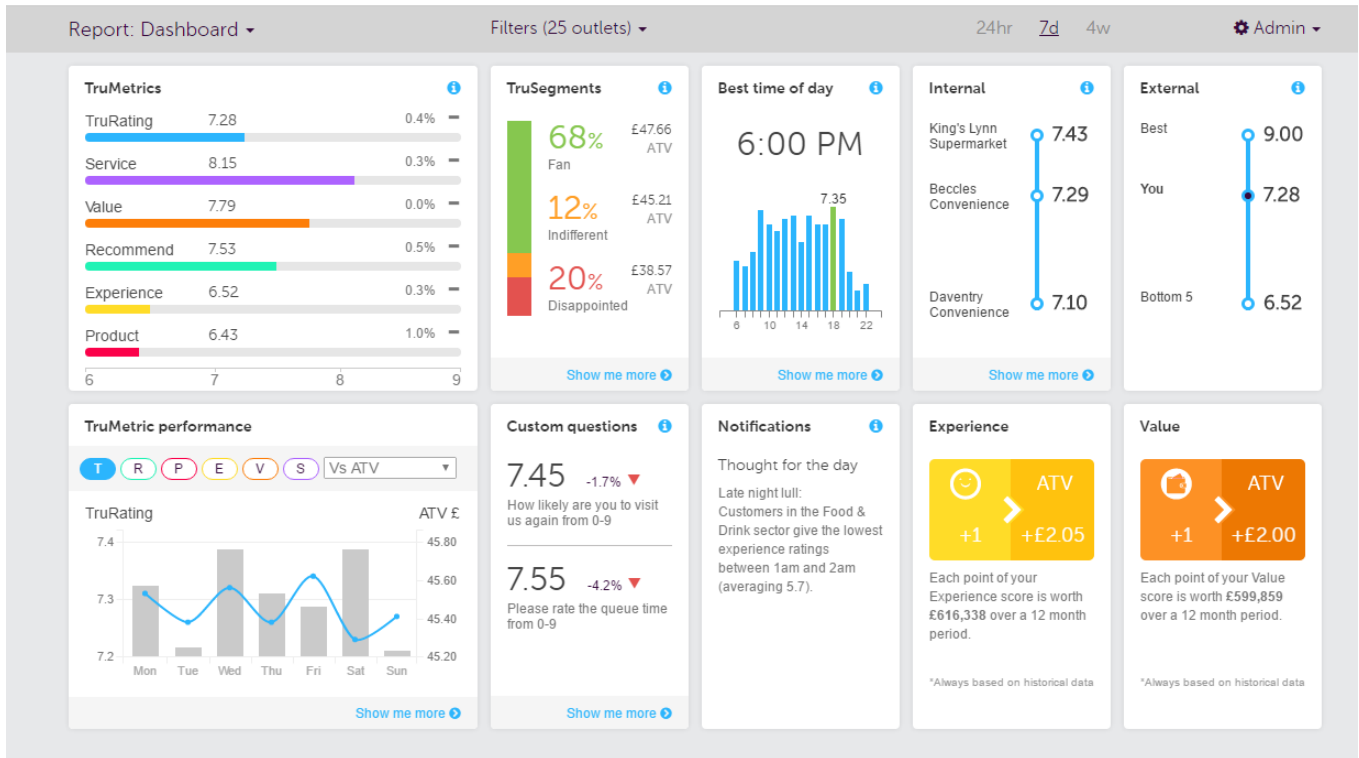 Report: Dashboard
Filters (25 outlets)
24hr 7d 4w
Admin
TruMetrics
TruRating 7.28 0.4%
Service 8.15 0.3%
Value 7.79 0.0%
Recommend 7.53 0.5%
Experience 6.52 0.3%
Product 6.43 1.0%
6 7 8 9
TruSegments
68% £47.66
Fan ATV
12% £45.21
Indifferent ATV
20% £38.57
Disappointed ATV
Show me more
Best time of day
6:00 PM
7.35
6 10 14 18 22
Show me more
Internal
King's Lynn
Supermarket 7.43
Beccles
Convenience 7.29
Daventry
Convenience 7.10
Show me more
External
Best 9.00
You 7.28
Bottom 5 6.52
TruMetric performance
T R P E V S Vs ATV
TruRating ATV £
7.4 45.80
45.60
7.3
45.40
7.2 45.20
Mon Tue Wed Thu Fri Sat Sun
Show me more
Custom questions
7.45 -1.7%
How likely are you to visit
us again from 0-9
7.55 -4.2%
Please rate the queue time
from 0-9
Show me more
Notifications
Thought for the day
Late night lull:
Customers in the Food &
Drink sector give the lowest
experience ratings
between 1am and 2am
(averaging 5.7).
Experience
ATV
+1 +£2.05
Each point of your
Experience score is worth
£616,338 over a 12 month
period.
*Always based on historical data
Value
ATV
+1 +£2.00
Each point of your Value
score is worth £599,859
over a 12 month period.
*Always based on historical data